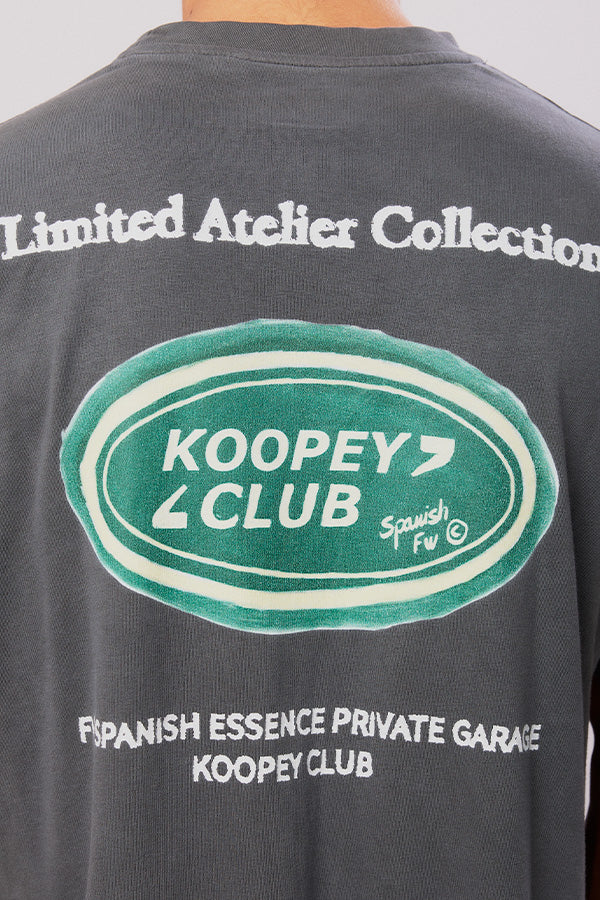 Limited Atelier Collection
KOOPEY
CLUB
Spanish
FW ©
SPANISH ESSENCE PRIVATE GARAGE
KOOPEY CLUB